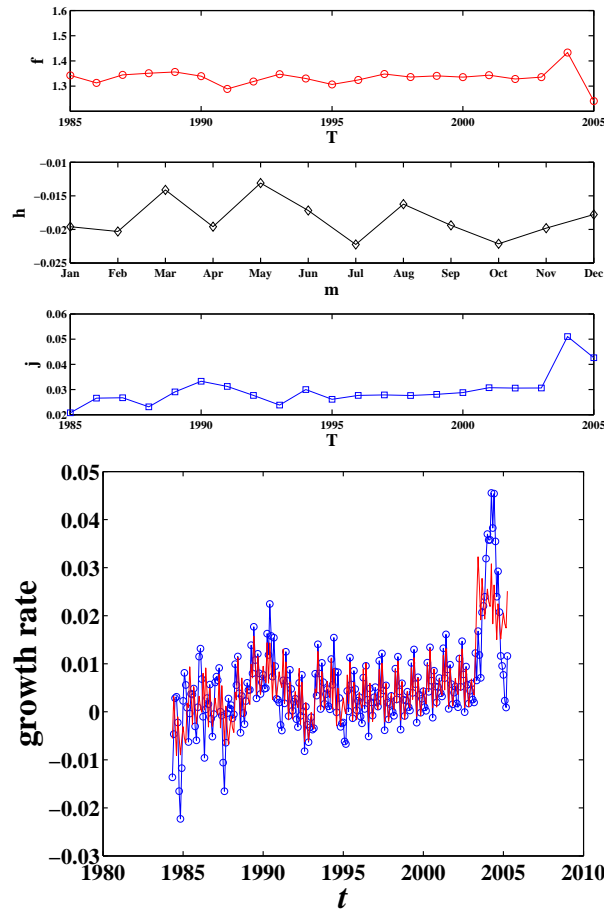 1.6
1.5
1.4
1.3
f
1985 1990 1995 2000 2005
T
−0.01
−0.015
−0.02
−0.025
h
Jan Feb Mar Apr May Jun Jul Aug Sep Oct Nov Dec
m
0.06
0.05
0.04
0.03
0.02
j
1985 1990 1995 2000 2005
T
0.05
0.04
0.03
0.02
0.01
0
−0.01
−0.02
−0.03
growth rate
1980 1985 1990 1995 2000 2005 2010
t